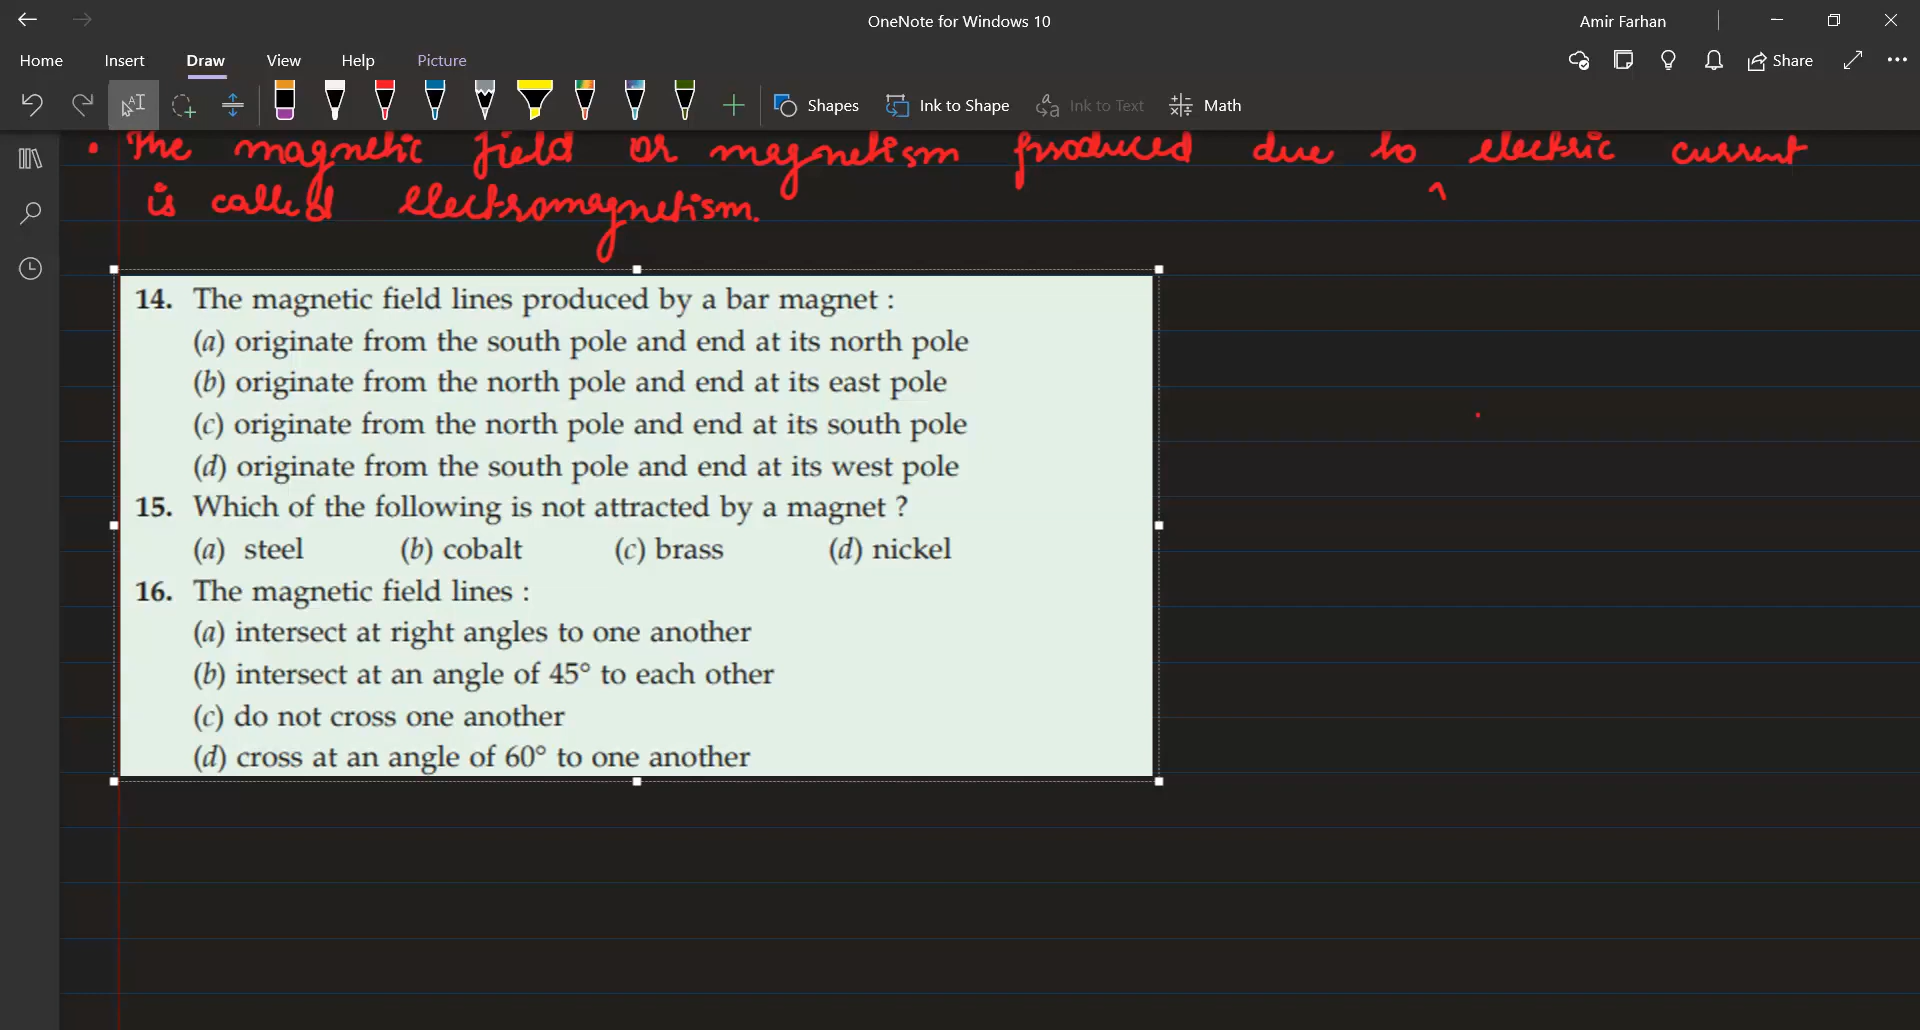 OneNote for Windows 10
Amir Farhan
Home Insert Draw View Help Picture
Share
Shapes Ink to Shape Ink to Text Math
• The magnetic field or magnetism produced due to electric current
^
is called electromagnetism.
14. The magnetic field lines produced by a bar magnet :
(a) originate from the south pole and end at its north pole
(b) originate from the north pole and end at its east pole
(c) originate from the north pole and end at its south pole
(d) originate from the south pole and end at its west pole
15. Which of the following is not attracted by a magnet ?
(a) steel (b) cobalt (c) brass (d) nickel
16. The magnetic field lines :
(a) intersect at right angles to one another
(b) intersect at an angle of 45° to each other
(c) do not cross one another
(d) cross at an angle of 60° to one another